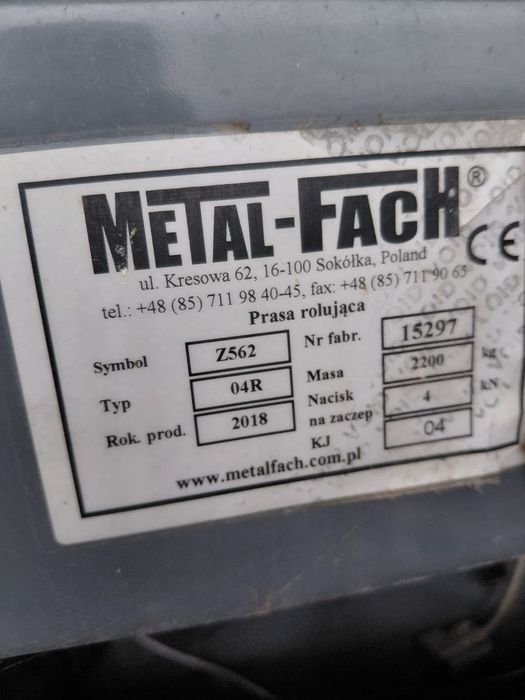 METAL-FACH®
CE
ul. Kresowa 62, 16-100 Sokółka, Poland
tel.: +48 (85) 711 98 40-45, fax: +48 (85) 711 90 65
Prasa rolująca
Symbol Z562
Typ 04R
Rok. prod. 2018
Nr fabr. 15297
Masa 2200 kg
Nacisk na zaczep 4 kN
KJ 04
www.metalfach.com.pl
VOID